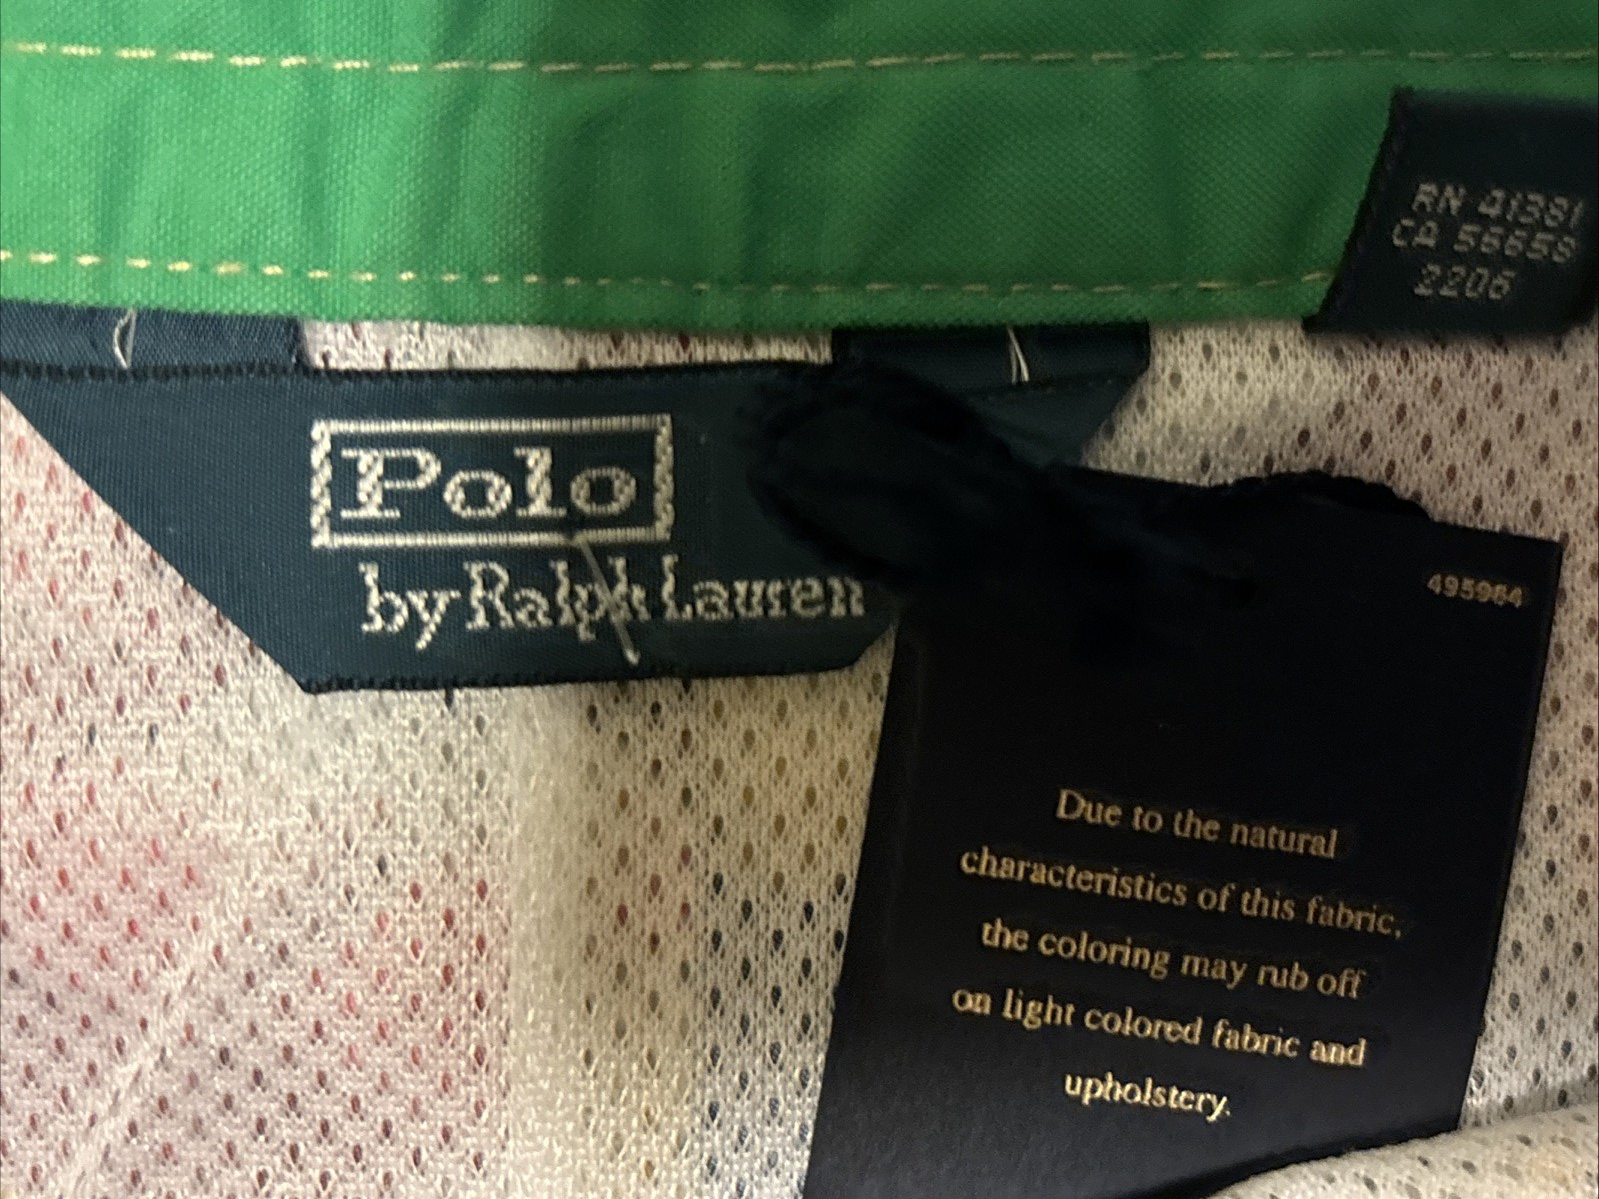 RN 41381
CA 56658
2206
Polo
by Ralph Lauren
495964
Due to the natural
characteristics of this fabric,
the coloring may rub off
on light colored fabric and
upholstery.